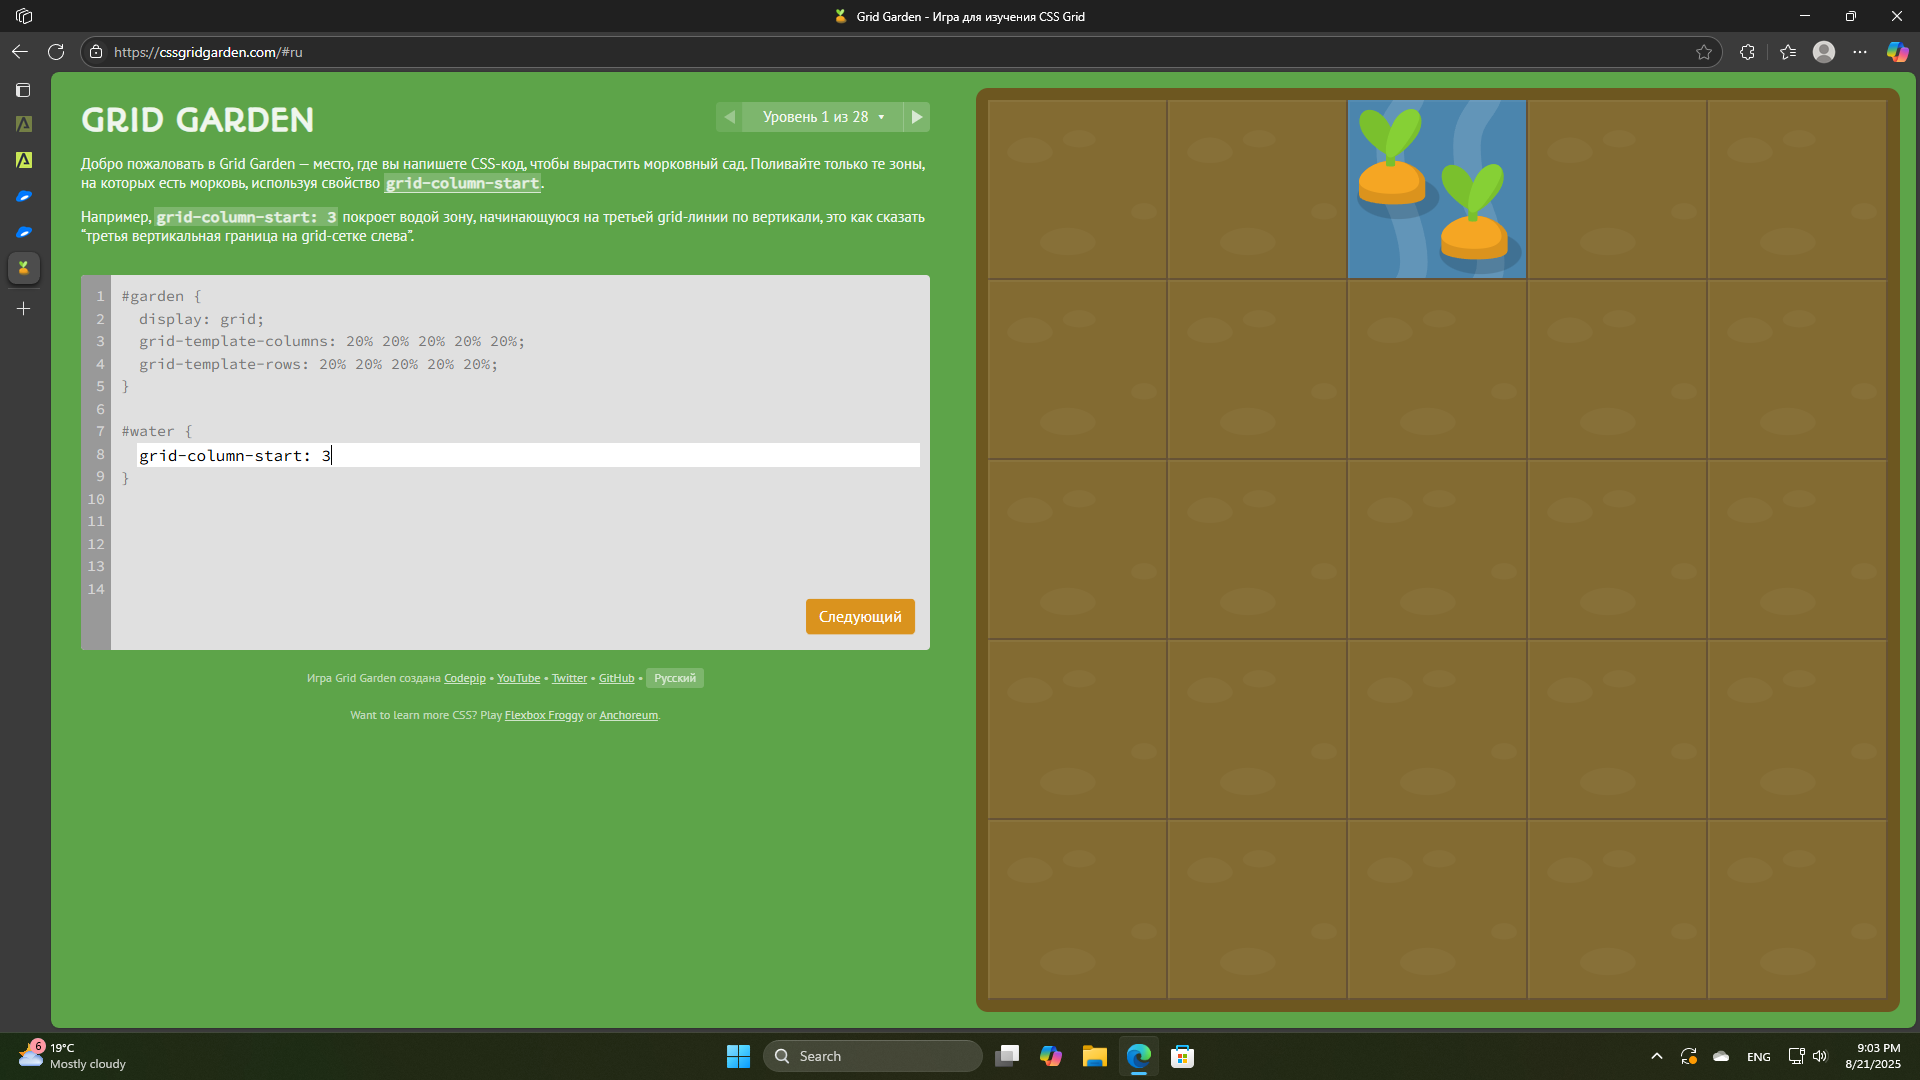 Grid Garden - Игра для изучения CSS Grid
https://cssgridgarden.com/#ru
GRID GARDEN
Уровень 1 из 28
Добро пожаловать в Grid Garden — место, где вы напишете CSS-код, чтобы вырастить морковный сад. Поливайте только те зоны,
на которых есть морковь, используя свойство grid-column-start.
Например, grid-column-start: 3 покроет водой зону, начинающуюся на третьей grid-линии по вертикали, это как сказать
“третья вертикальная граница на grid-сетке слева”.
1 #garden {
2 display: grid;
3 grid-template-columns: 20% 20% 20% 20% 20%;
4 grid-template-rows: 20% 20% 20% 20% 20%;
5 }
6
7 #water {
8 grid-column-start: 3
9 }
10
11
12
13
14
Следующий
Игра Grid Garden создана Codepip • YouTube • Twitter • GitHub • Русский
Want to learn more CSS? Play Flexbox Froggy or Anchoreum.
6
19°C
Mostly cloudy
Search
ENG
9:03 PM
8/21/2025